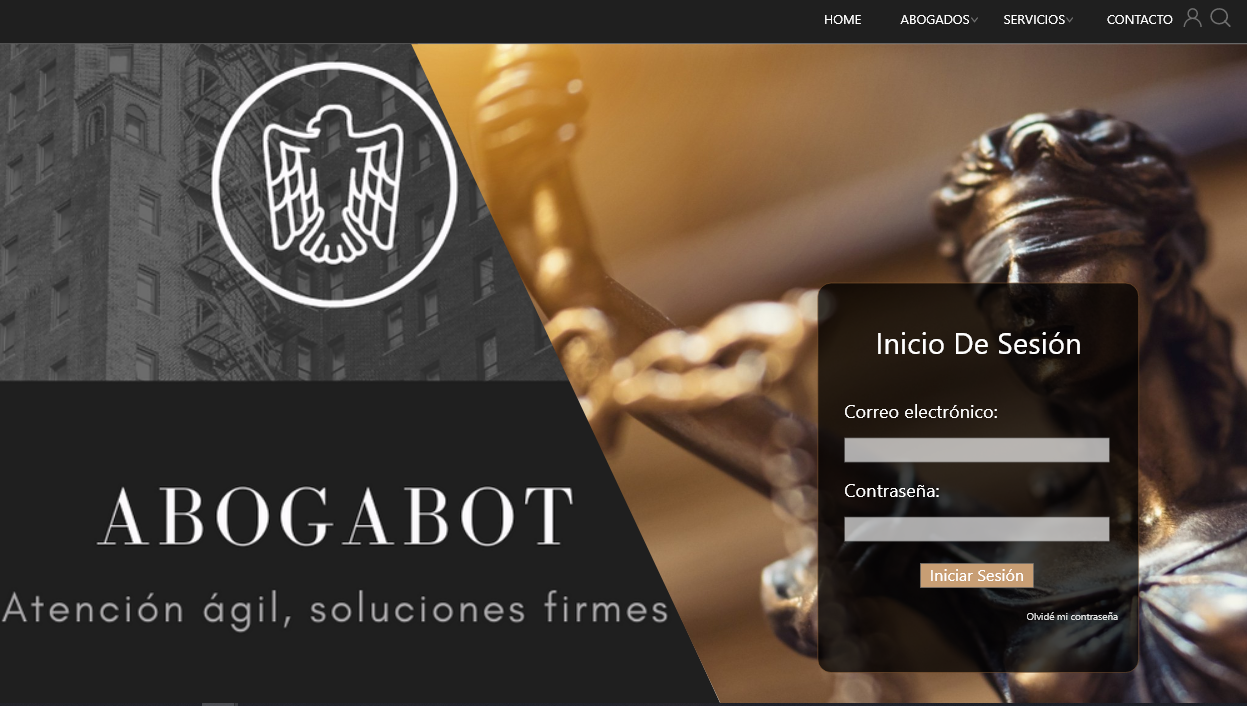 HOME ABOGADOS SERVICIOS CONTACTO
ABOGABOT
Atención ágil, soluciones firmes
Inicio De Sesión
Correo electrónico:
Contraseña:
Iniciar Sesión
Olvidé mi contraseña